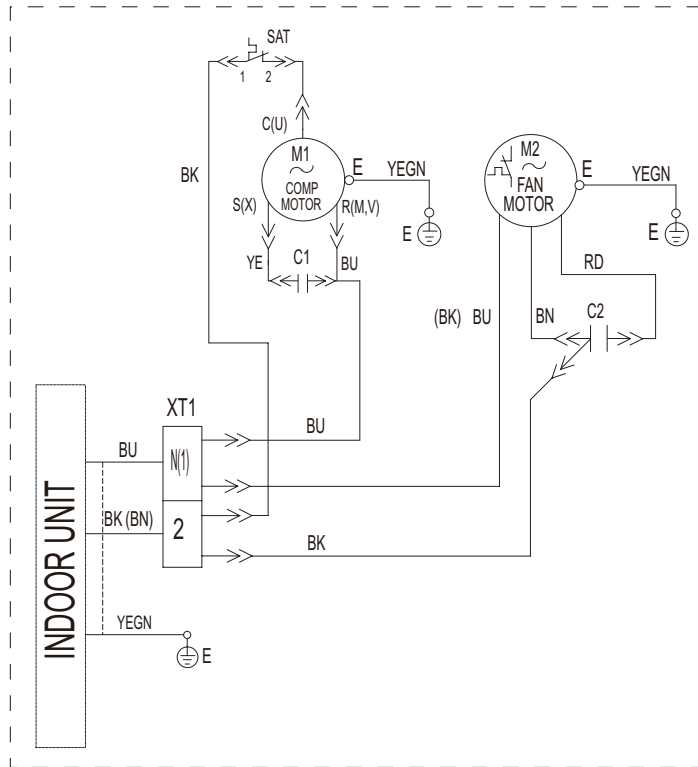 SAT
1 2
C(U)
M1
COMP
MOTOR
E
YEGN
BK
S(X)
R(M,V)
E
YE
C1
BU
M2
FAN
MOTOR
E
YEGN
E
RD
(BK) BU
BN
C2
XT1
BU
N(1)
BU
BK (BN)
2
BK
YEGN
E
INDOOR UNIT